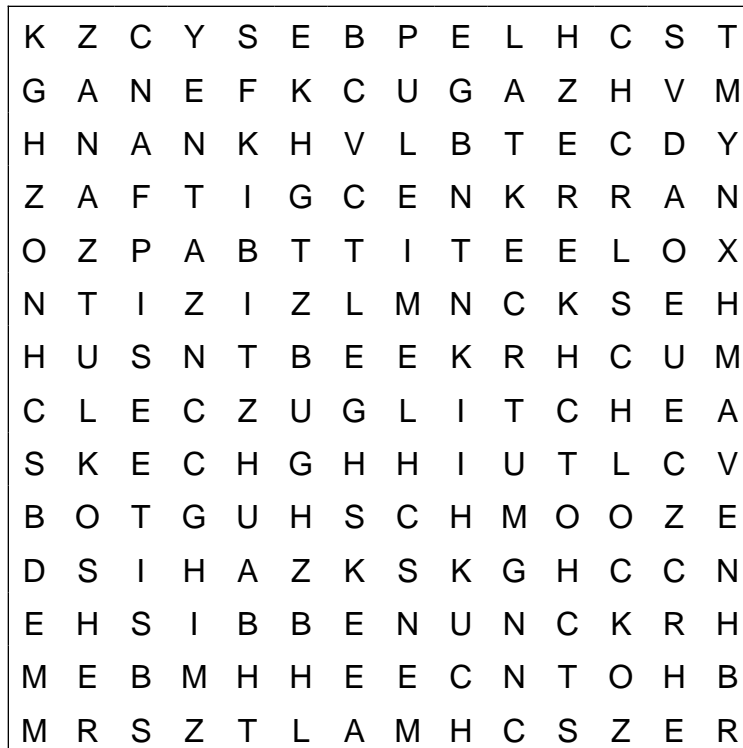 K Z C Y S E B P E L H C S T
G A N E F K C U G A Z H V M
H N A N K H V L B T E C D Y
Z A F T I G C E N K R R A N
O Z P A B T T I T E E L O X
N T I Z I Z L M N C K S E H
H U S N T B E E K R H C U M
C L E C Z U G L I T C H E A
S K E C H G H H I U T L C V
B O T G U H S C H M O O Z E
D S I H A Z K S K G H C C N
E H S I B B E N U N C K R H
M E B M H H E E C N T O H B
M R S Z T L A M H C S Z E R